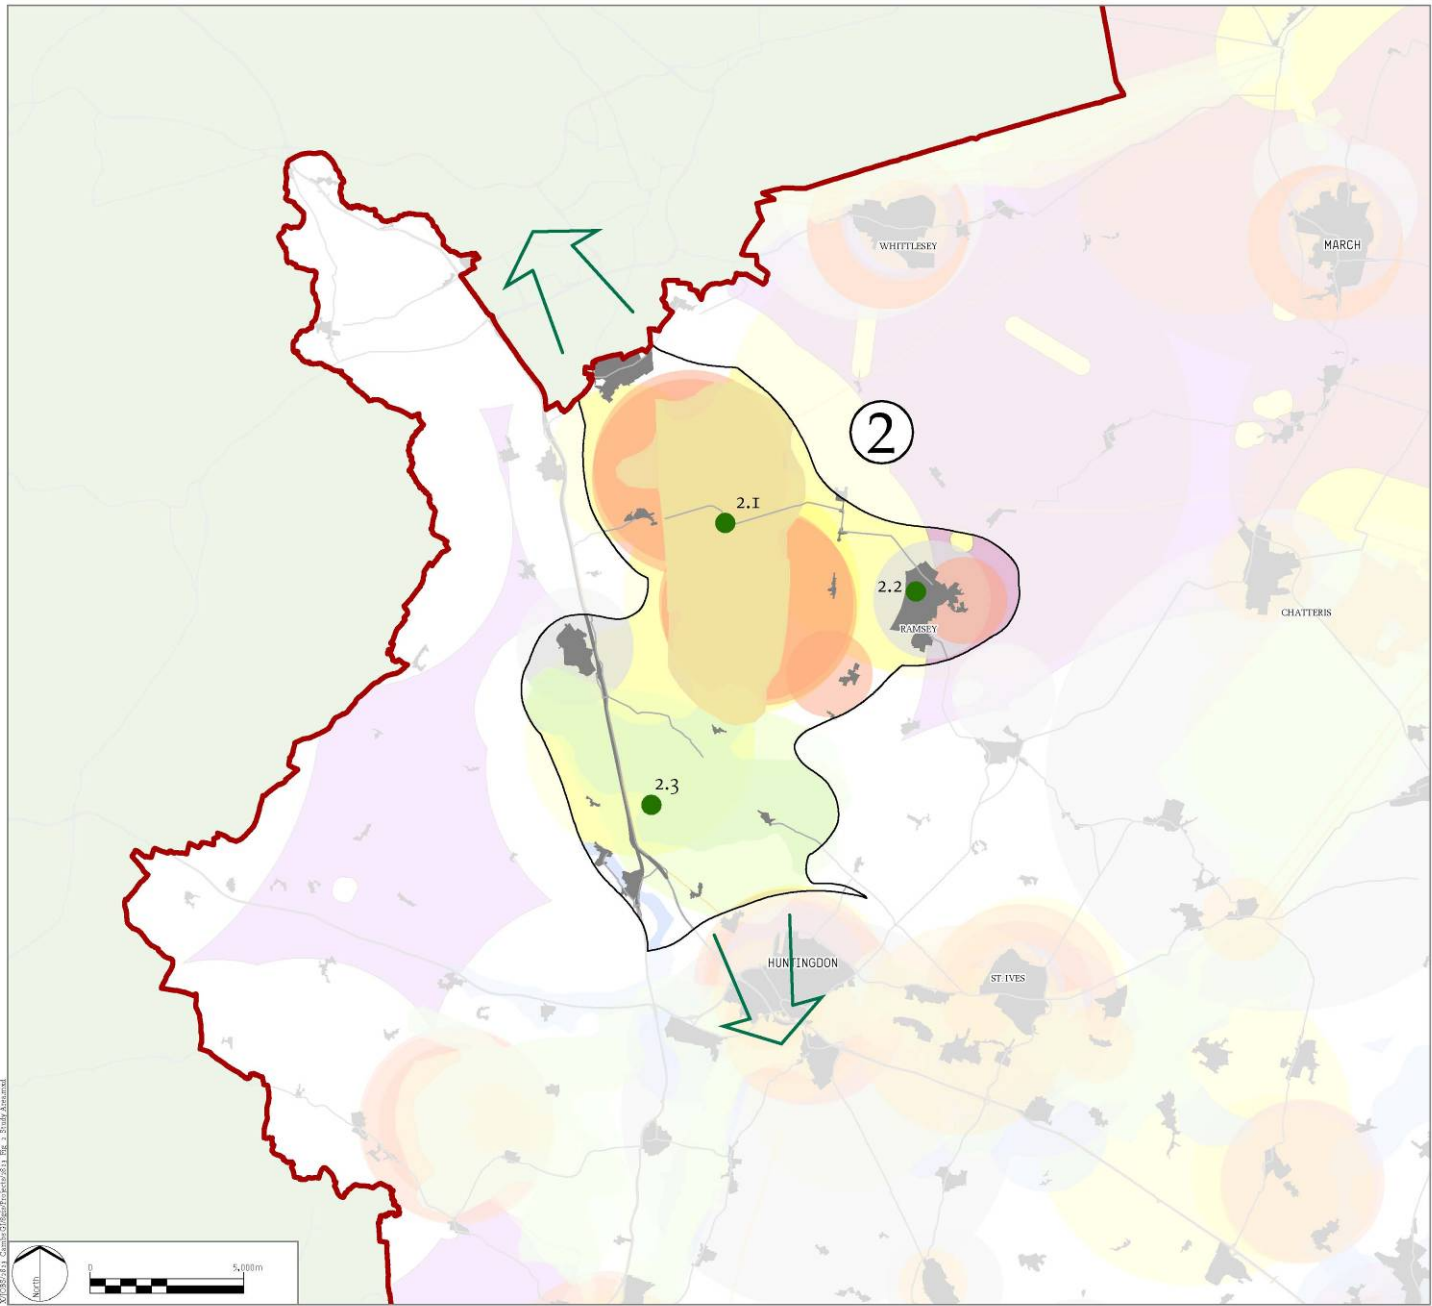 WHITTLESEY
MARCH
2
2.1
2.2
RAMSEY
CHATTERIS
2.3
HUNTINGDON
ST. IVES
0
5,000m
North